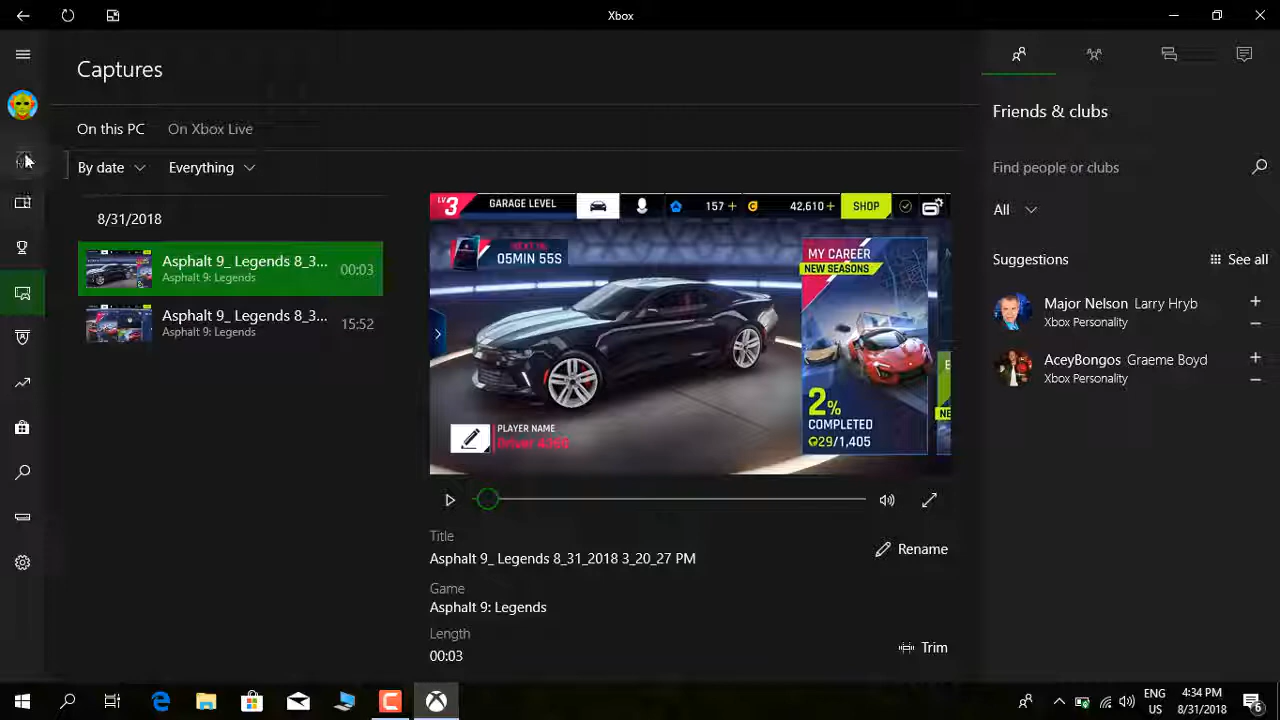 Xbox
Captures
On this PC On Xbox Live
By date Everything
8/31/2018
Asphalt 9_ Legends 8_3... 00:03
Asphalt 9: Legends
Asphalt 9_ Legends 8_3... 15:52
Asphalt 9: Legends
LV 3 GARAGE LEVEL 157 + 42,610 + SHOP
05MIN 55S
MY CAREER
NEW SEASONS
2%
COMPLETED
29/1,405
PLAYER NAME
Title
Asphalt 9_ Legends 8_31_2018 3_20_27 PM
Rename
Game
Asphalt 9: Legends
Length
00:03
Trim
Friends & clubs
Find people or clubs
All
Suggestions See all
Major Nelson Larry Hryb
Xbox Personality
AceyBongos Graeme Boyd
Xbox Personality
ENG
US
4:34 PM
8/31/2018
6